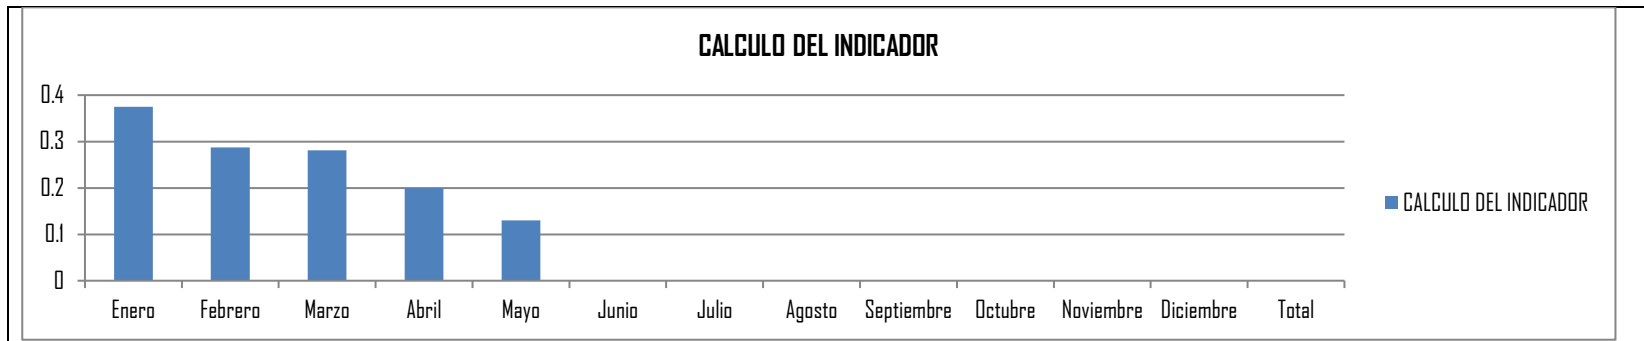 CALCULO DEL INDICADOR
0.4
0.3
0.2
0.1
0
Enero Febrero Marzo Abril Mayo Junio Julio Agosto Septiembre Octubre Noviembre Diciembre Total
CALCULO DEL INDICADOR